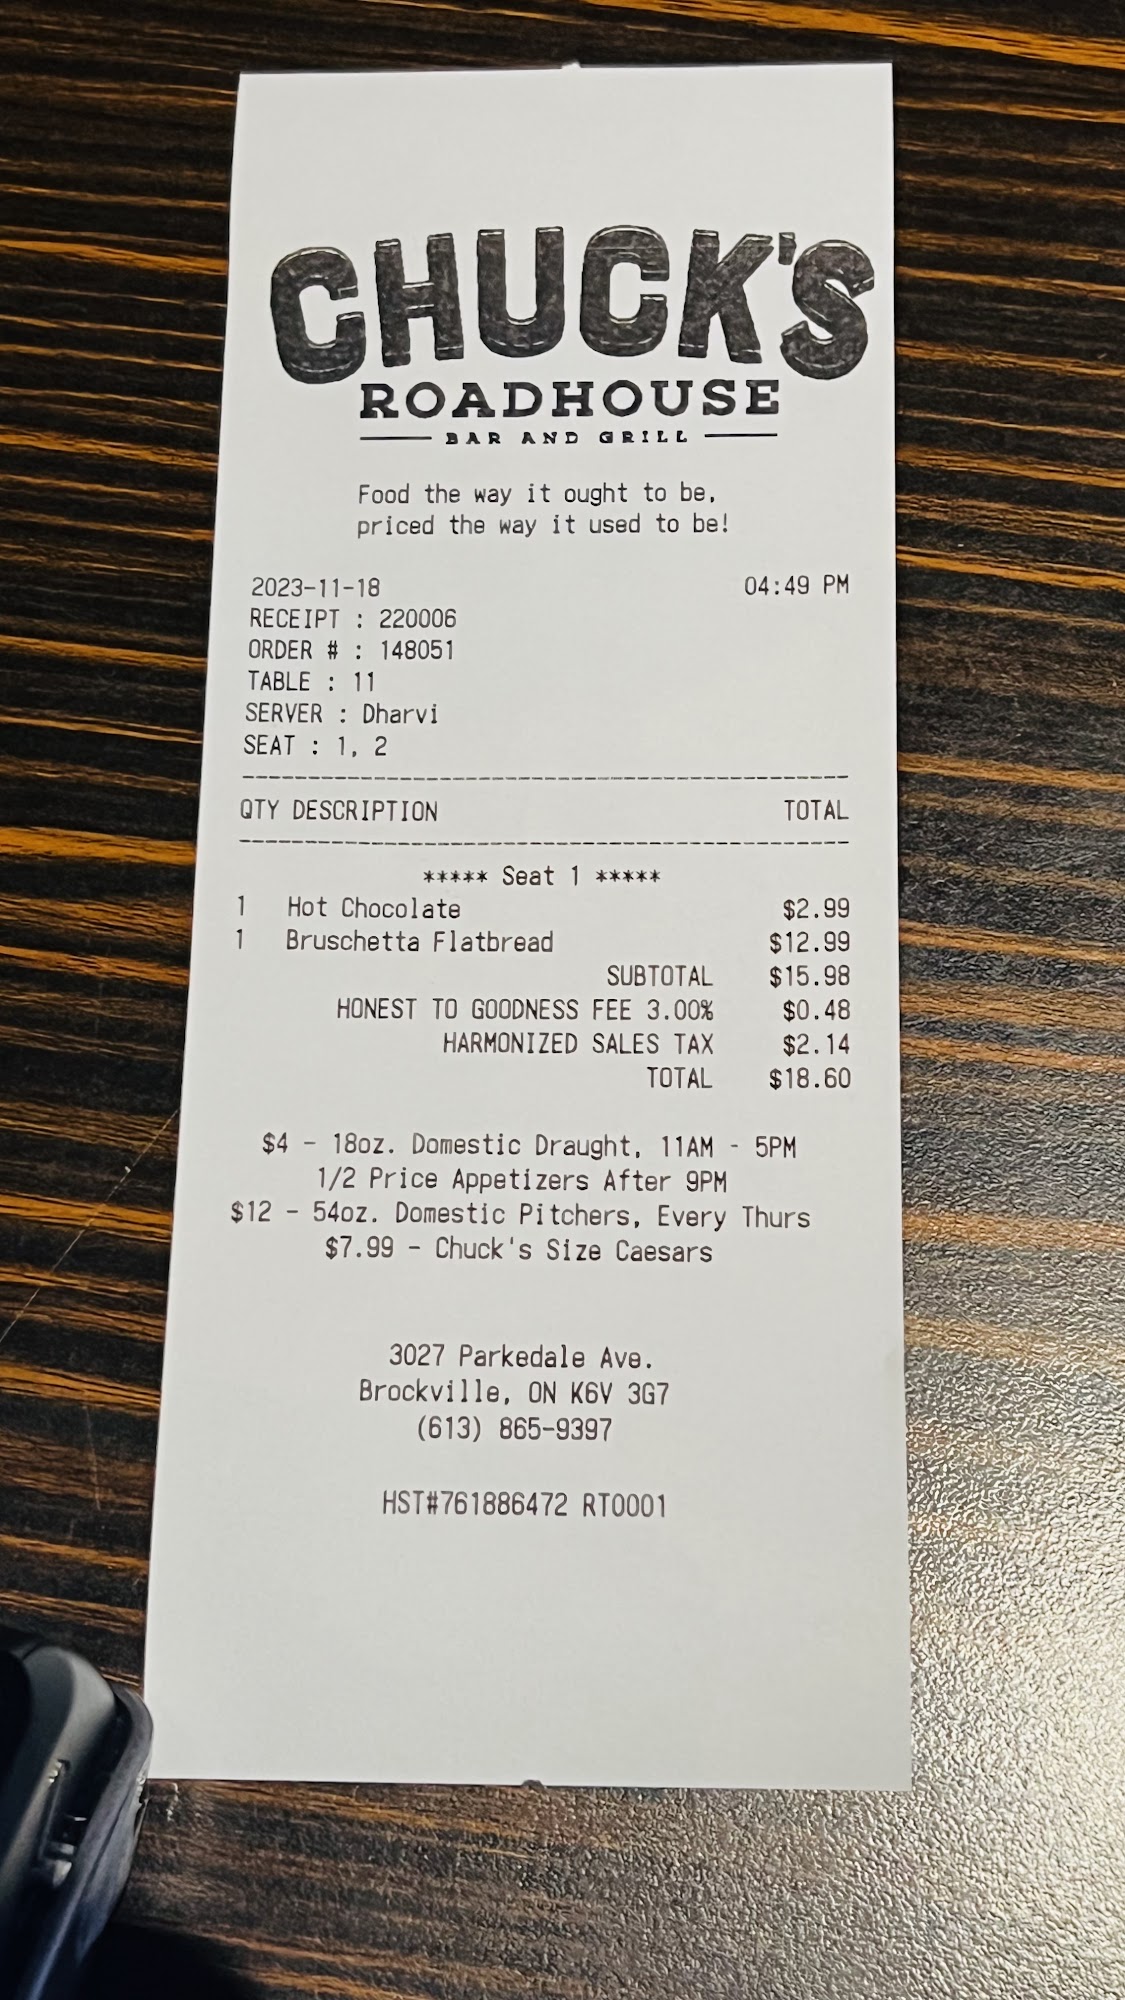 CHUCK'S
ROADHOUSE
BAR AND GRILL
Food the way it ought to be,
priced the way it used to be!
2023-11-18 04:49 PM
RECEIPT : 220006
ORDER # : 148051
TABLE : 11
SERVER : Dharvi
SEAT : 1, 2
QTY DESCRIPTION TOTAL
***** Seat 1 *****
1 Hot Chocolate $2.99
1 Bruschetta Flatbread $12.99
SUBTOTAL $15.98
HONEST TO GOODNESS FEE 3.00% $0.48
HARMONIZED SALES TAX $2.14
TOTAL $18.60
$4 - 18oz. Domestic Draught, 11AM - 5PM
1/2 Price Appetizers After 9PM
$12 - 54oz. Domestic Pitchers, Every Thurs
$7.99 - Chuck's Size Caesars
3027 Parkedale Ave.
Brockville, ON K6V 3G7
(613) 865-9397
HST#761886472 RT0001